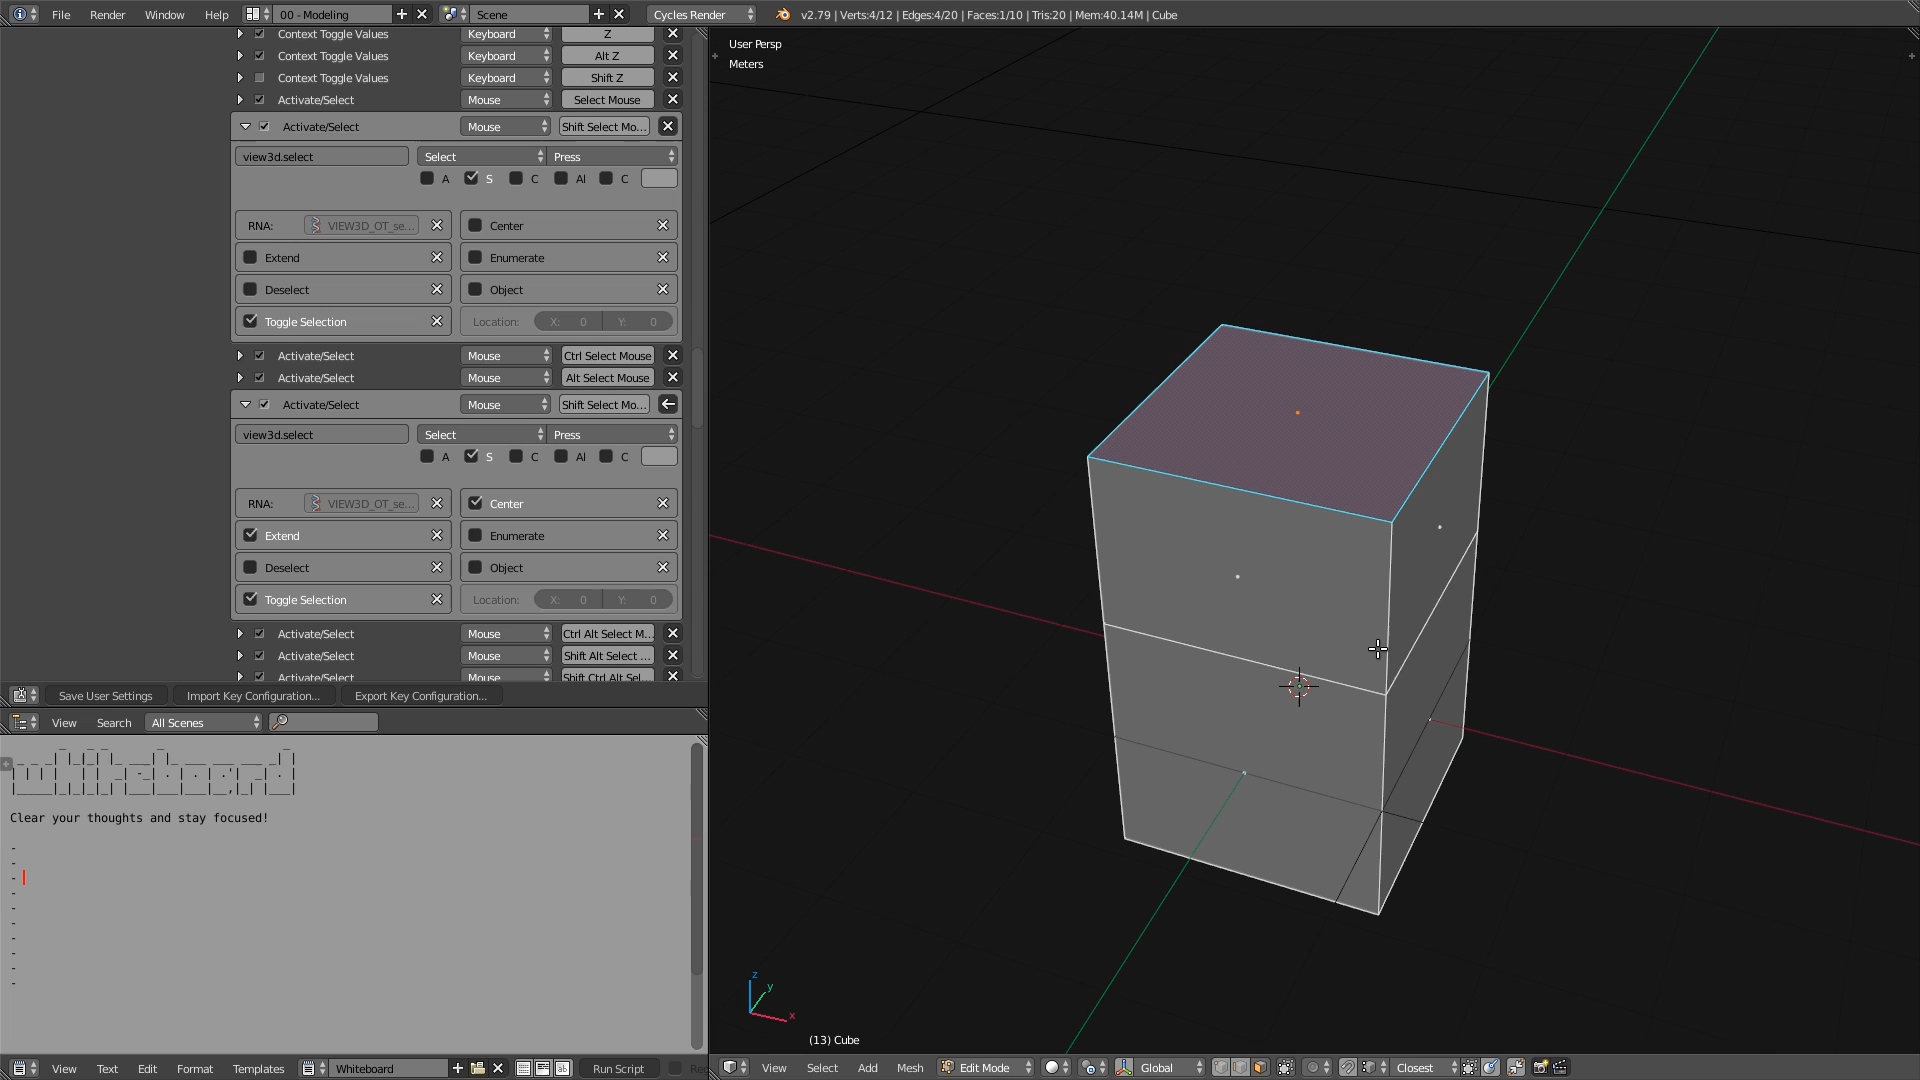 File Render Window Help 00 - Modeling Scene Cycles Render v2.79 | Verts:4/12 | Edges:4/20 | Faces:1/10 | Tris:20 | Mem:40.14M | Cube
Context Toggle Values Keyboard Z
Context Toggle Values Keyboard Alt Z
Context Toggle Values Keyboard Shift Z
Activate/Select Mouse Select Mouse
Activate/Select Mouse Shift Select Mo...
view3d.select Select Press
A S C Al C
RNA: VIEW3D_OT_se... Center
Extend Enumerate
Deselect Object
Toggle Selection Location: X: 0 Y: 0
Activate/Select Mouse Ctrl Select Mouse
Activate/Select Mouse Alt Select Mouse
Activate/Select Mouse Shift Select Mo...
view3d.select Select Press
A S C Al C
RNA: VIEW3D_OT_se... Center
Extend Enumerate
Deselect Object
Toggle Selection Location: X: 0 Y: 0
Activate/Select Mouse Ctrl Alt Select M...
Activate/Select Mouse Shift Alt Select ...
Activate/Select Mouse Shift Ctrl Alt Sel...
Save User Settings Import Key Configuration... Export Key Configuration...
View Search All Scenes
whiteboard
Clear your thoughts and stay focused!
-
-
-
-
-
-
-
-
-
-
View Text Edit Format Templates Whiteboard Run Script
User Persp
Meters
z
y
x
(13) Cube
View Select Add Mesh Edit Mode Global Closest